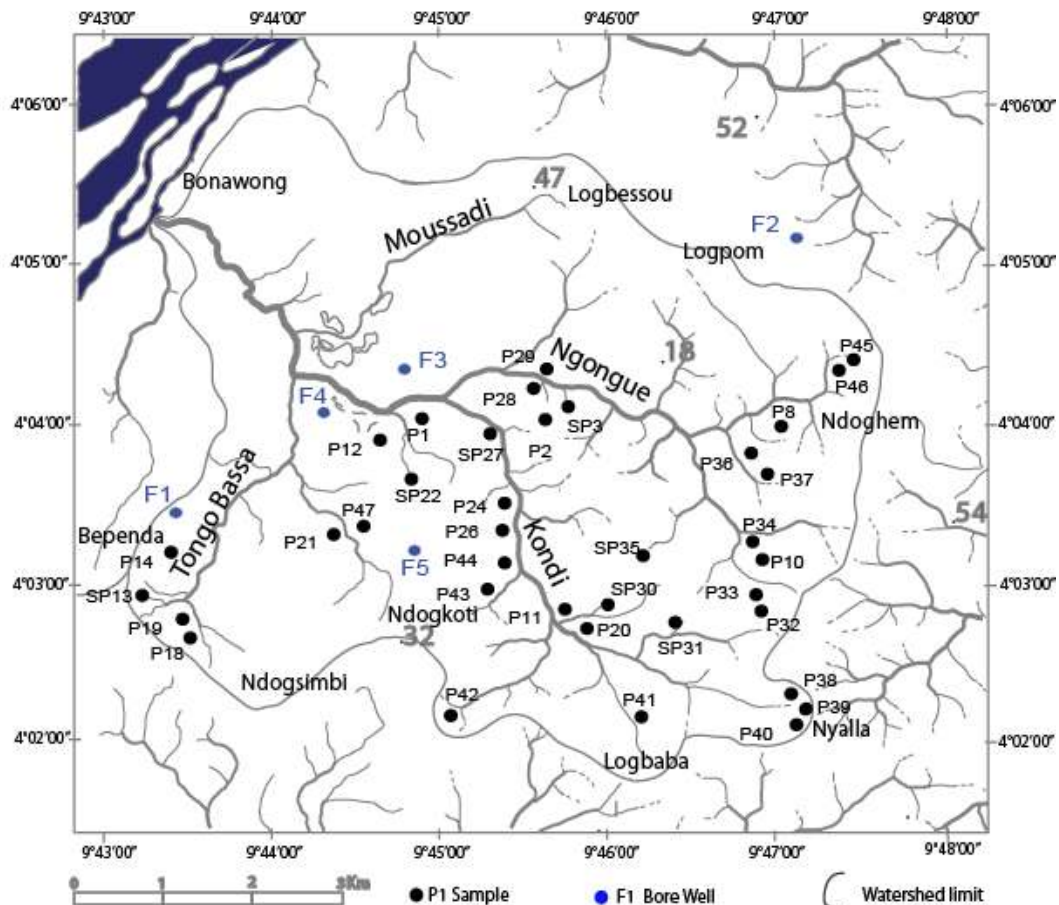 9°43'00" 9°44'00" 9°45'00" 9°46'00" 9°47'00" 9°48'00"
4°06'00" 4°06'00"
52
Bonawong
47
Logbessou
Moussadi
F2
Logpom
4°05'00" 4°05'00"
P29
Ngongue
18
P45
F3
P46
P28
F4
P8
Ndoghem
4°04'00" 4°04'00"
P12
P1
SP27
P2
SP3
P36
P37
SP22
Tongo Bassa
F1
P24
P47
P26
Kondi
P34
54
Bependa
P14
P21
F5
P44
SP35
P10
4°03'00" 4°03'00"
SP13
P43
SP30
P33
Ndogkoti
P11
P19
P20
P32
32
SP31
P18
Ndogsimbi
P42
P41
P38
P39
P40
Nyalla
4°02'00" 4°02'00"
Logbaba
9°43'00" 9°44'00" 9°45'00" 9°46'00" 9°47'00" 9°48'00"
0 1 2 3Km
P1 Sample F1 Bore Well Watershed limit